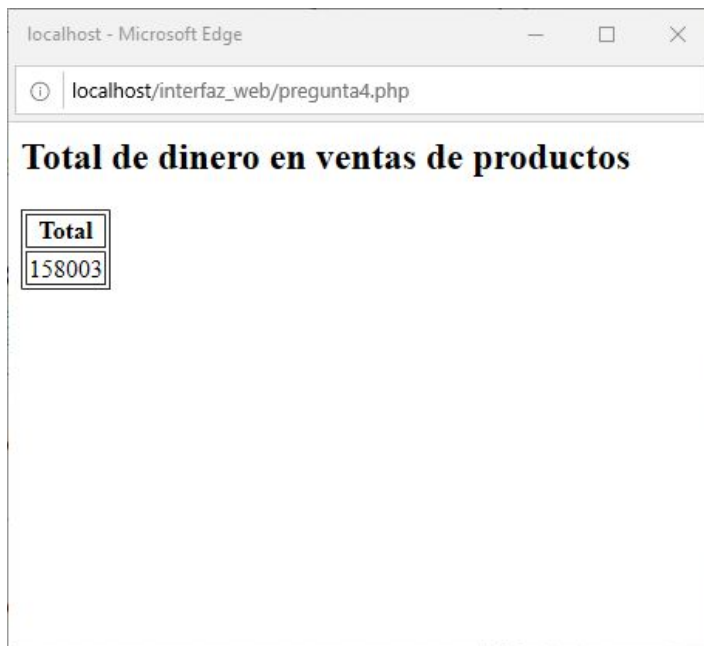 localhost - Microsoft Edge
localhost/interfaz_web/pregunta4.php
Total de dinero en ventas de productos
Total
158003